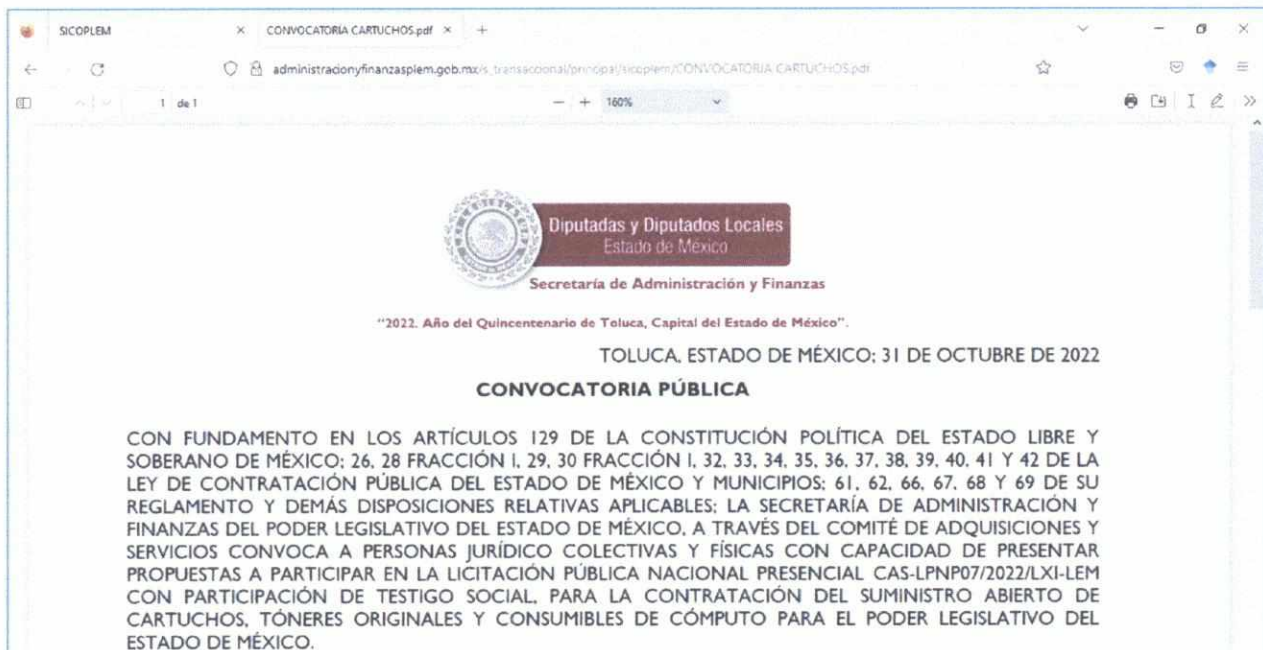 SICOPLEM
CONVOCATORIA CARTUCHOS.pdf
administracionyfinanzasplem.gob.mx/s_transaccional/principal/sicoplem/CONVOCATORIA CARTUCHOS.pdf
1 de 1
160%
Diputadas y Diputados Locales
Estado de México
Secretaría de Administración y Finanzas
"2022. Año del Quincentenario de Toluca, Capital del Estado de México".
TOLUCA, ESTADO DE MÉXICO; 31 DE OCTUBRE DE 2022
CONVOCATORIA PÚBLICA
CON FUNDAMENTO EN LOS ARTÍCULOS 129 DE LA CONSTITUCIÓN POLÍTICA DEL ESTADO LIBRE Y
SOBERANO DE MÉXICO; 26, 28 FRACCIÓN I, 29, 30 FRACCIÓN I, 32, 33, 34, 35, 36, 37, 38, 39, 40, 41 Y 42 DE LA
LEY DE CONTRATACIÓN PÚBLICA DEL ESTADO DE MÉXICO Y MUNICIPIOS; 61, 62, 66, 67, 68 Y 69 DE SU
REGLAMENTO Y DEMÁS DISPOSICIONES RELATIVAS APLICABLES; LA SECRETARÍA DE ADMINISTRACIÓN Y
FINANZAS DEL PODER LEGISLATIVO DEL ESTADO DE MÉXICO, A TRAVÉS DEL COMITÉ DE ADQUISICIONES Y
SERVICIOS CONVOCA A PERSONAS JURÍDICO COLECTIVAS Y FÍSICAS CON CAPACIDAD DE PRESENTAR
PROPUESTAS A PARTICIPAR EN LA LICITACIÓN PÚBLICA NACIONAL PRESENCIAL CAS-LPNP07/2022/LXI-LEM
CON PARTICIPACIÓN DE TESTIGO SOCIAL, PARA LA CONTRATACIÓN DEL SUMINISTRO ABIERTO DE
CARTUCHOS, TÓNERES ORIGINALES Y CONSUMIBLES DE CÓMPUTO PARA EL PODER LEGISLATIVO DEL
ESTADO DE MÉXICO.